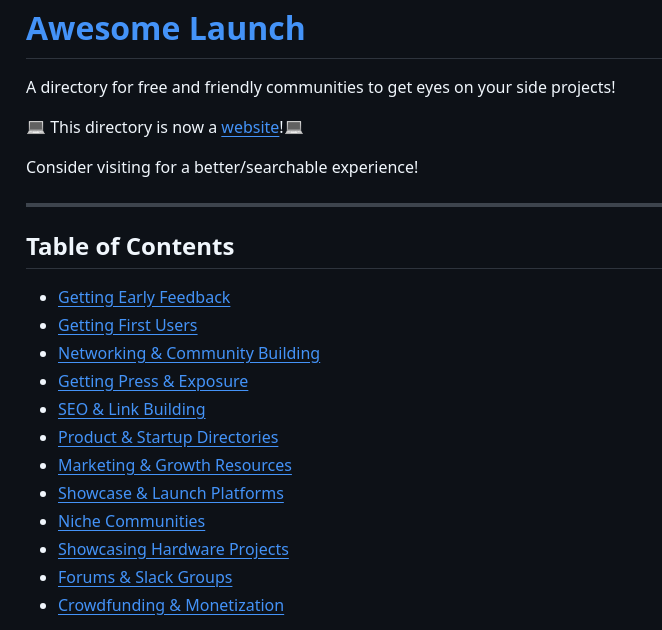 Awesome Launch
A directory for free and friendly communities to get eyes on your side projects!
💻 This directory is now a website!💻
Consider visiting for a better/searchable experience!
Table of Contents
Getting Early Feedback
Getting First Users
Networking & Community Building
Getting Press & Exposure
SEO & Link Building
Product & Startup Directories
Marketing & Growth Resources
Showcase & Launch Platforms
Niche Communities
Showcasing Hardware Projects
Forums & Slack Groups
Crowdfunding & Monetization